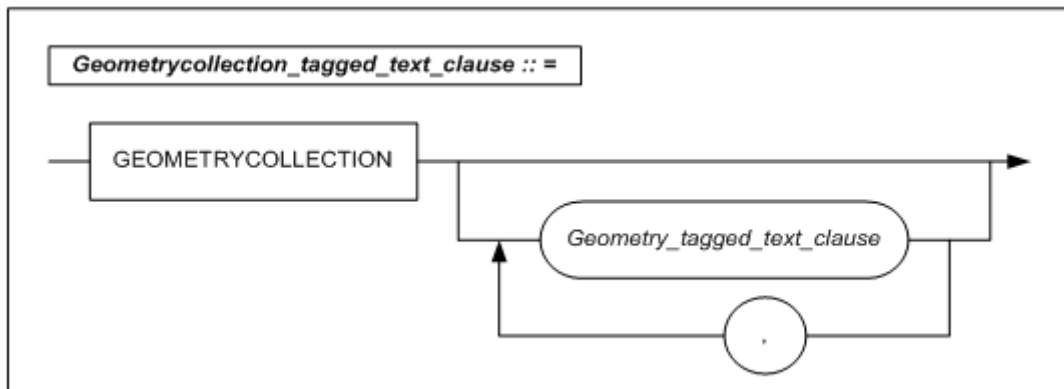 Geometrycollection_tagged_text_clause :: =
GEOMETRYCOLLECTION
Geometry_tagged_text_clause
,